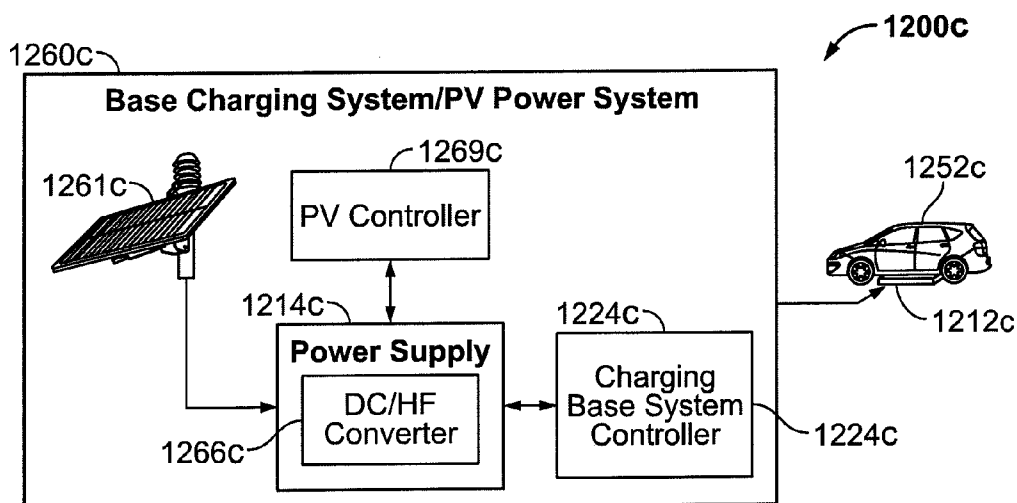 1200c
1260c
Base Charging System/PV Power System
1261c
1269c
PV Controller
1252c
1214c
Power Supply
DC/HF
Converter
1266c
1224c
Charging
Base System
Controller
1224c
1212c